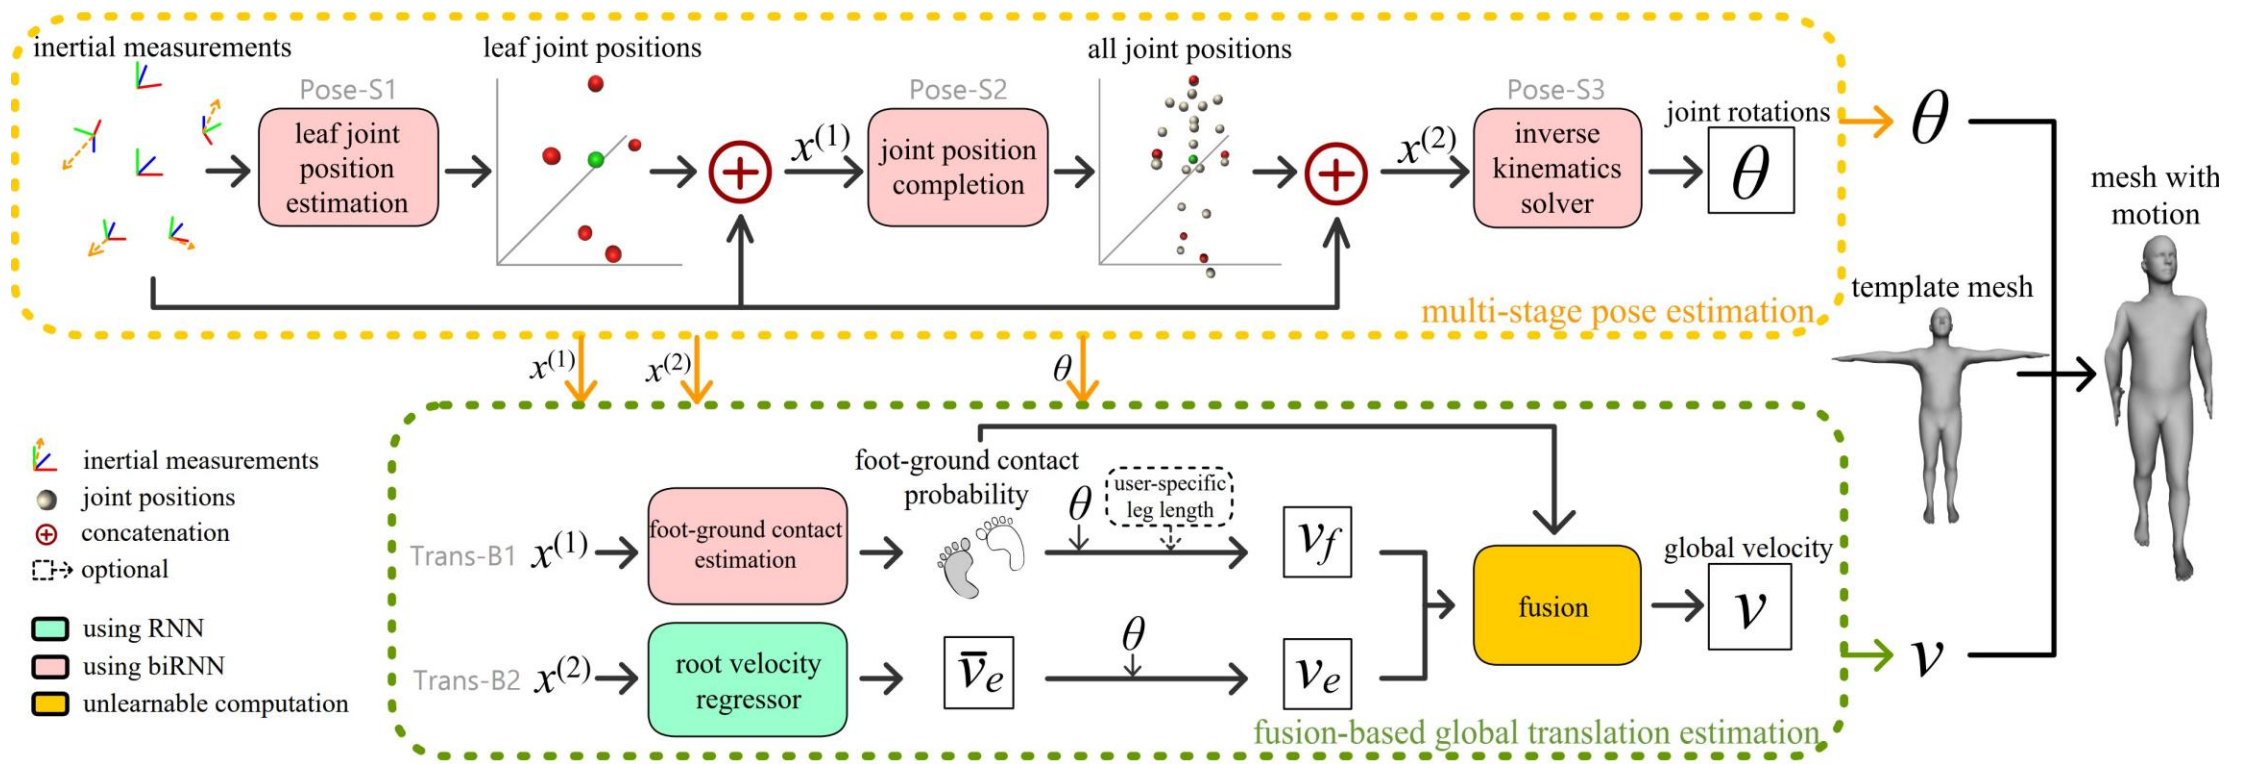 inertial measurements
leaf joint positions
all joint positions
Pose-S1
leaf joint
position
estimation
x(1)
Pose-S2
joint position
completion
x(2)
Pose-S3
inverse
kinematics
solver
joint rotations
θ
θ
multi-stage pose estimation
mesh with
motion
template mesh
x(1)
x(2)
θ
inertial measurements
joint positions
concatenation
optional
using RNN
using biRNN
unlearnable computation
Trans-B1
x(1)
foot-ground contact
estimation
foot-ground contact
probability
θ
user-specific
leg length
vf
Trans-B2
x(2)
root velocity
regressor
v̄e
θ
ve
fusion
global velocity
v
v
fusion-based global translation estimation